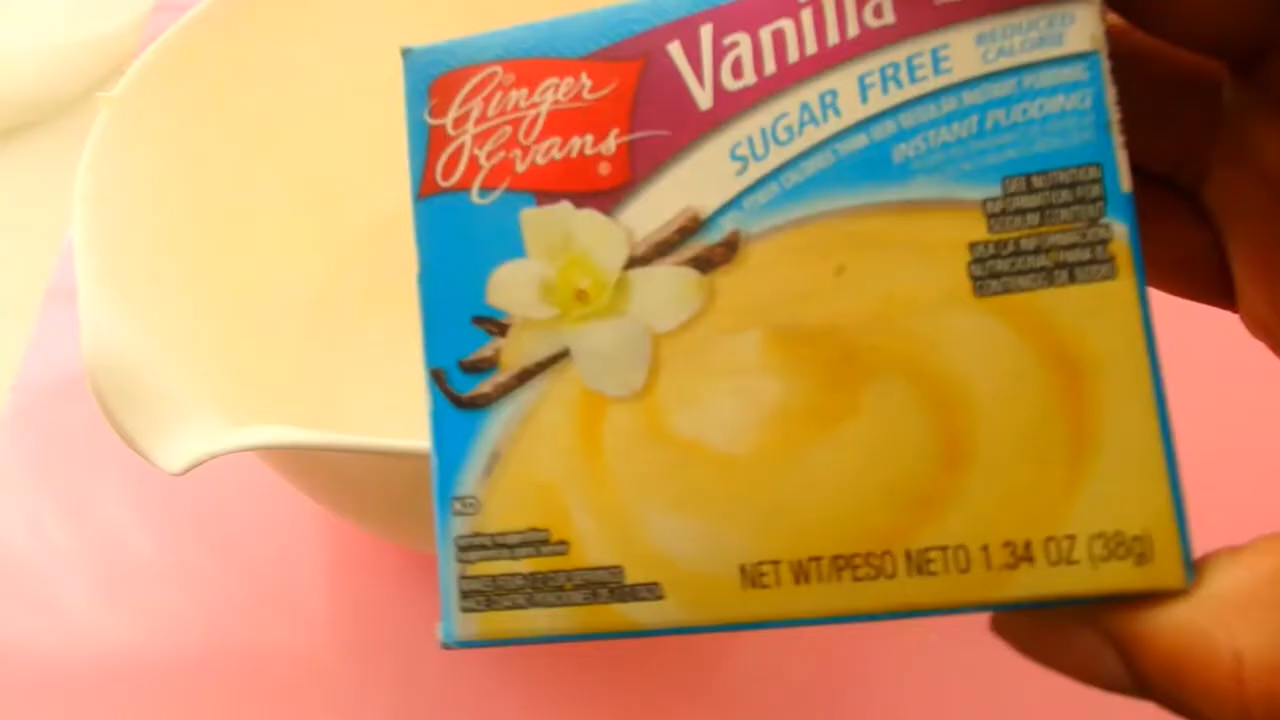 Ginger
Evans®
Vanilla
SUGAR FREE
REDUCED
CALORIE
INSTANT PUDDING
SEE NUTRITION
INFORMATION FOR
SODIUM CONTENT
VEA LA INFORMACIÓN
NUTRICIONAL PARA EL
CONTENIDO DE SODIO
NET WT/PESO NETO 1.34 OZ (38g)